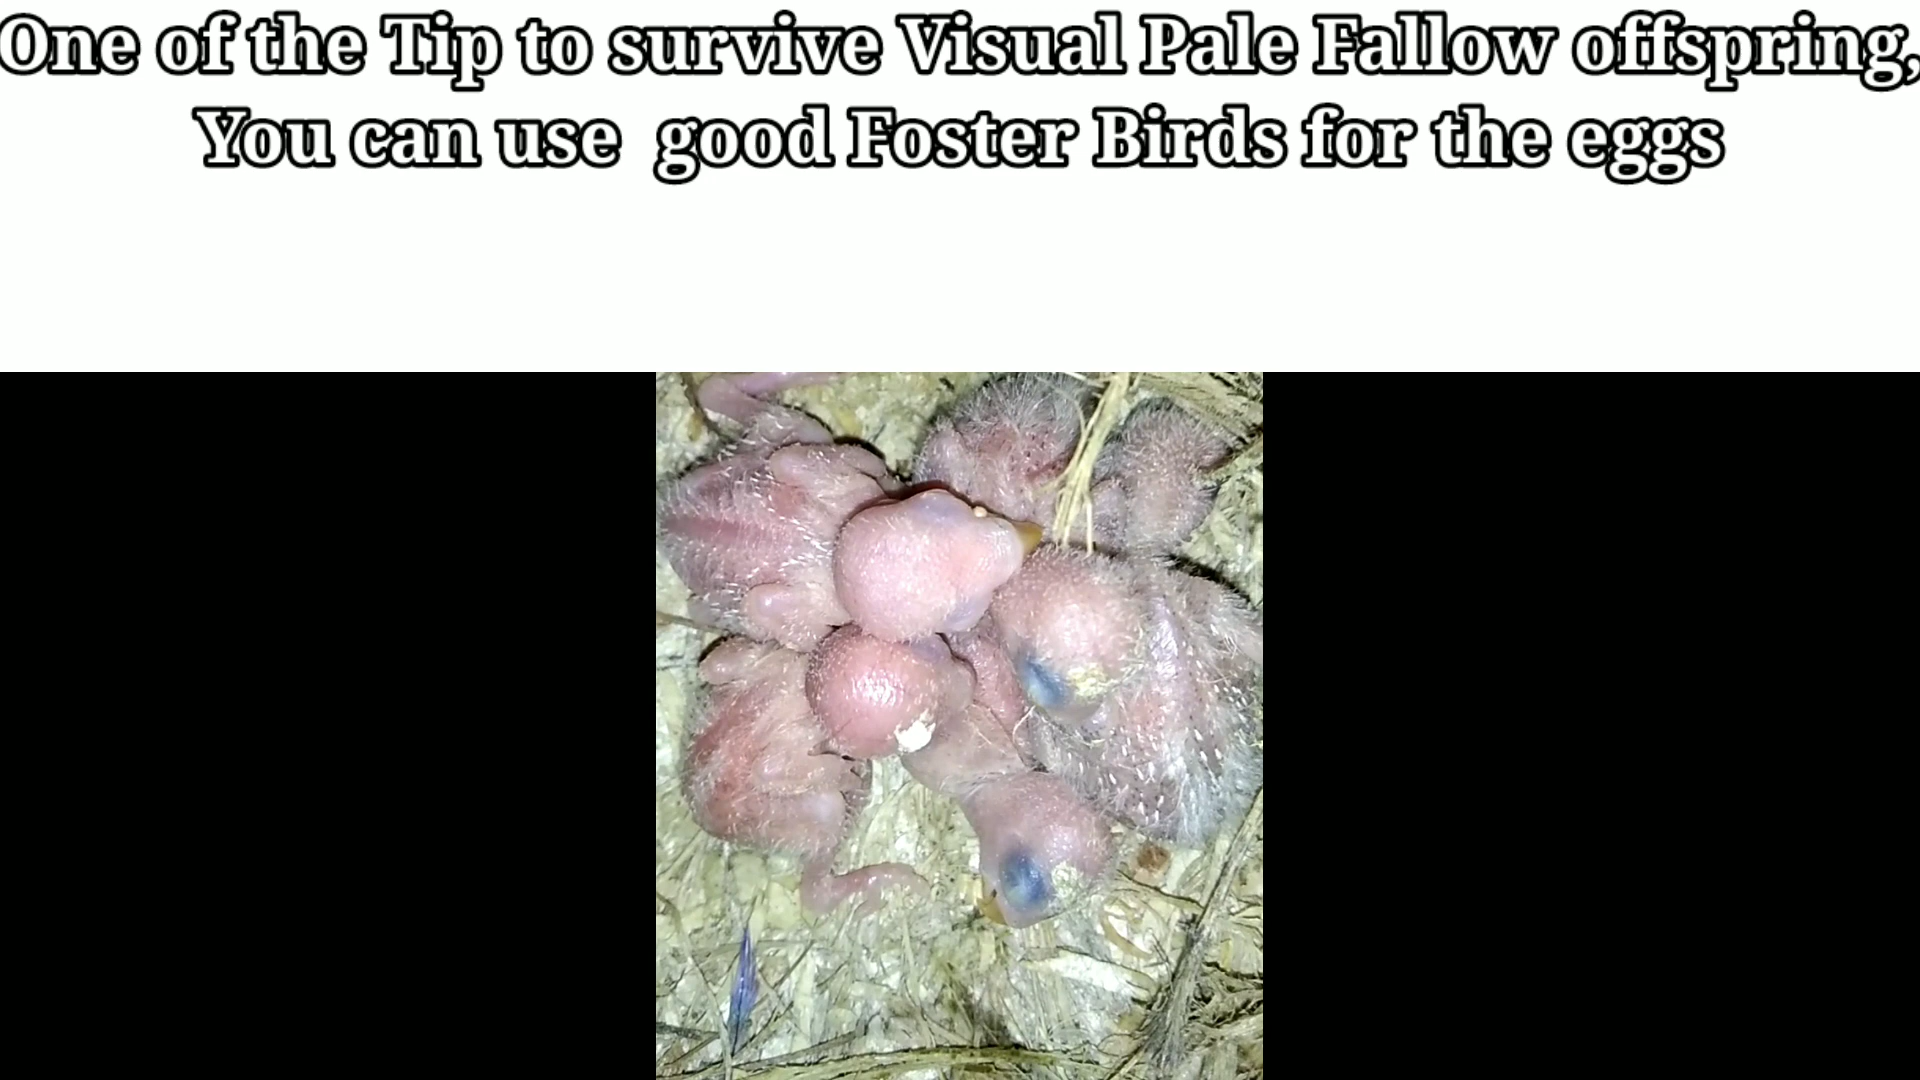 One of the Tip to survive Visual Pale Fallow offspring,
You can use good Foster Birds for the eggs